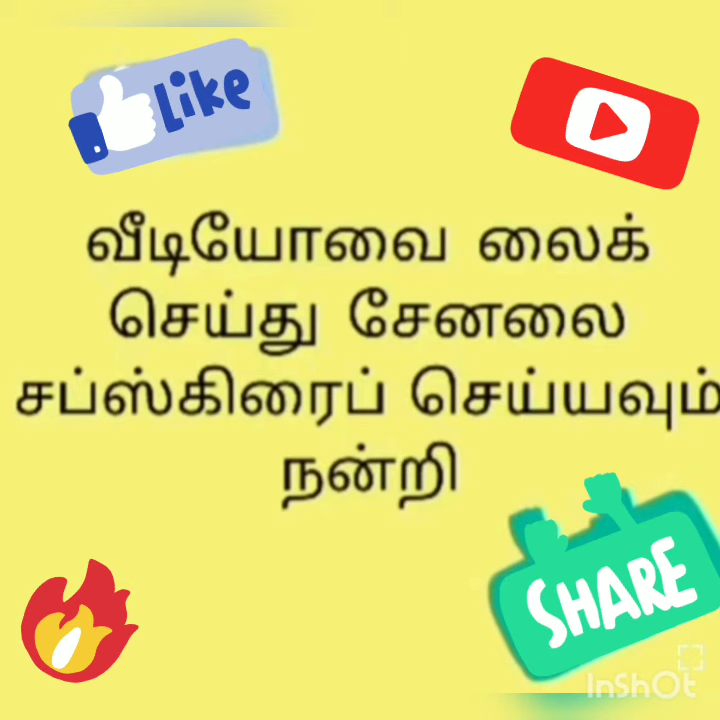 Like
வீடியோவை லைக்
செய்து சேனலை
சப்ஸ்கிரைப் செய்யவும்
நன்றி
SHARE
InShOt